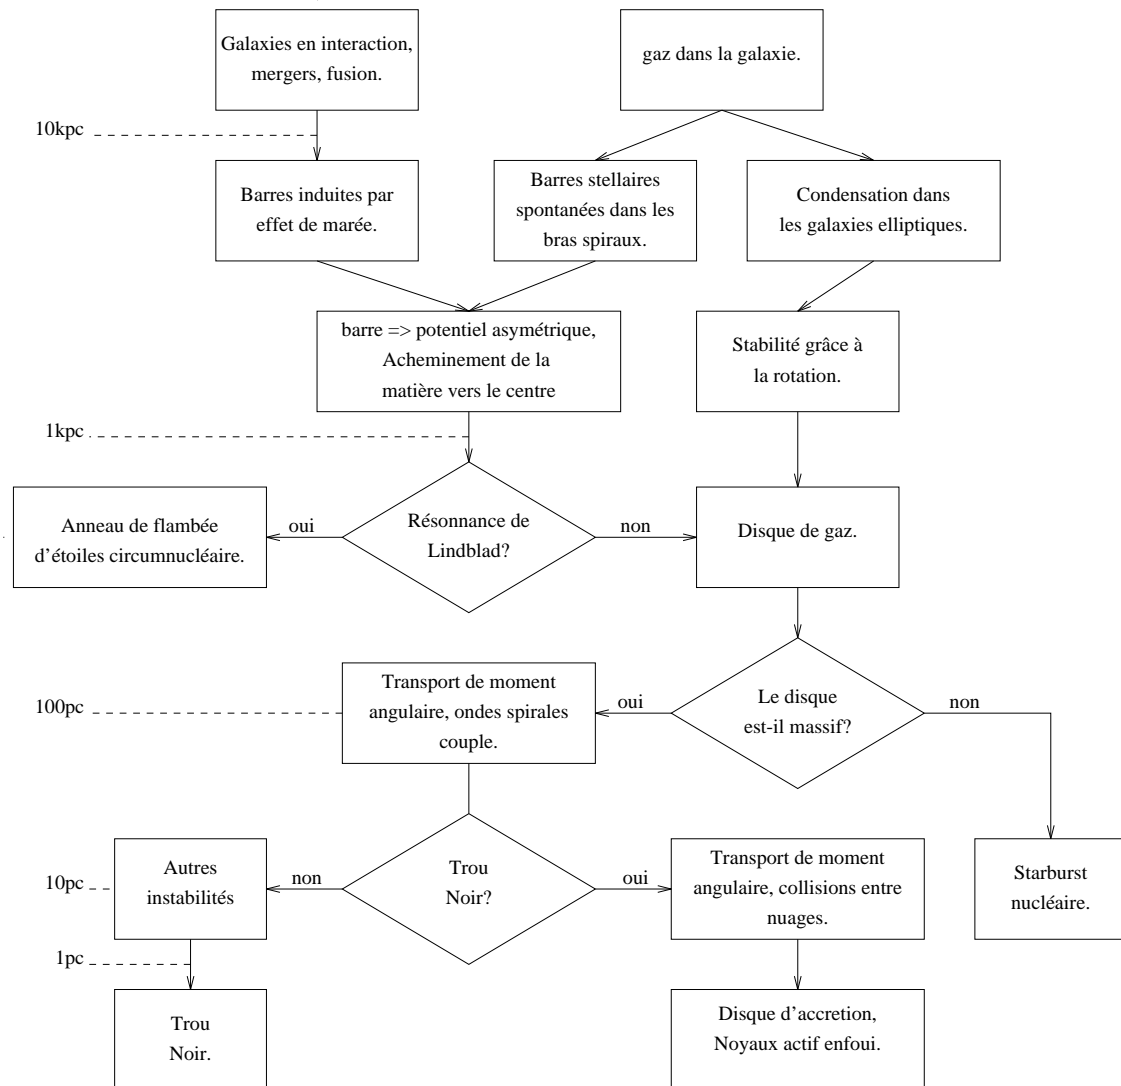 Galaxies en interaction,
mergers, fusion.
gaz dans la galaxie.
10kpc
Barres induites par
effet de marée.
Barres stellaires
spontanées dans les
bras spiraux.
Condensation dans
les galaxies elliptiques.
barre => potentiel asymétrique,
Acheminement de la
matière vers le centre
Stabilité grâce à
la rotation.
1kpc
Anneau de flambée
d'étoiles circumnucléaire.
oui
Résonnance de
Lindblad?
non
Disque de gaz.
100pc
Transport de moment
angulaire, ondes spirales
couple.
oui
Le disque
est-il massif?
non
10pc
Autres
instabilités
non
Trou
Noir?
oui
Transport de moment
angulaire, collisions entre
nuages.
Starburst
nucléaire.
1pc
Trou
Noir.
Disque d'accretion,
Noyaux actif enfoui.